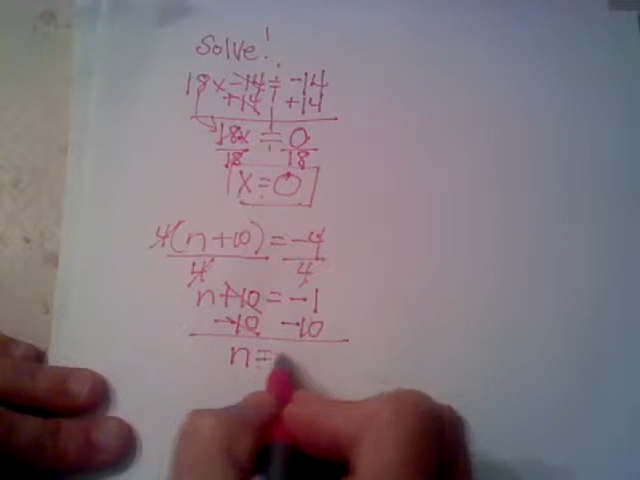 Solve!
18x - 14 = -14
+14 +14
18x = 0
18 18
x = 0
4(n+10) = -4
4 4
n+10 = -1
-10 -10
n =